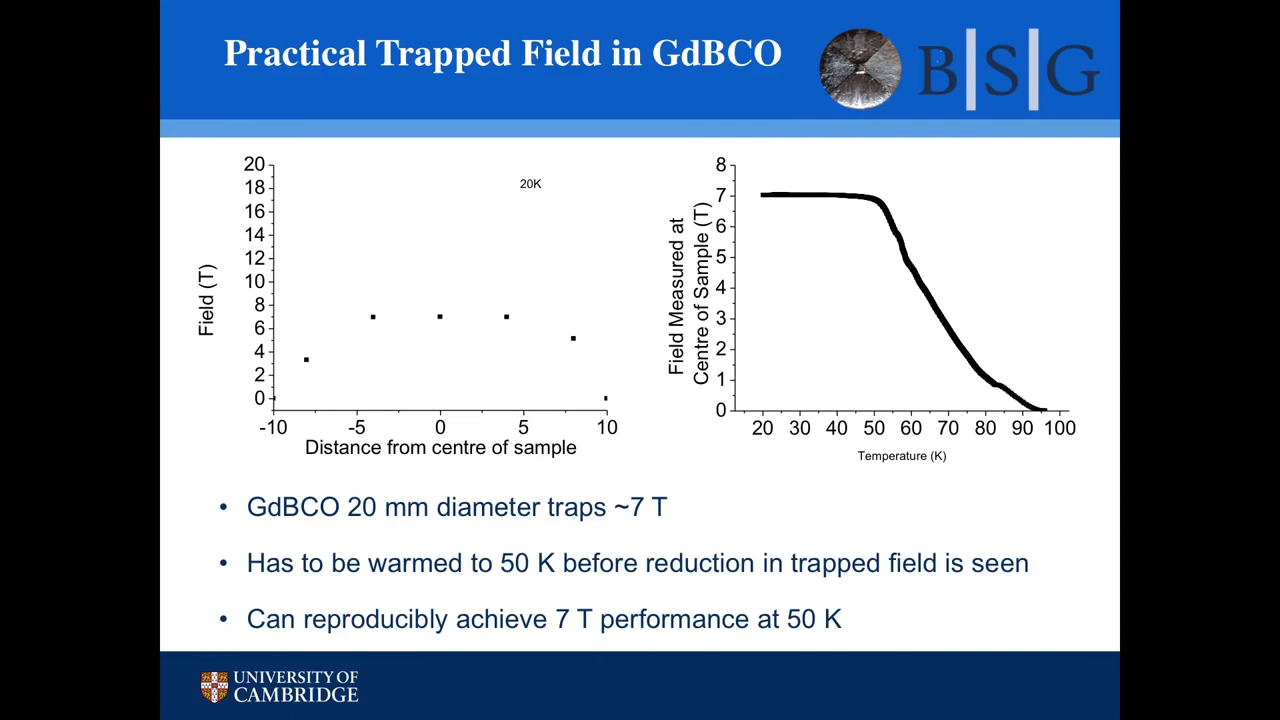 Practical Trapped Field in GdBCO
B|S|G
20
18
16
14
12
10
8
6
4
2
0
Field (T)
20K
-10 -5 0 5 10
Distance from centre of sample
8
7
6
5
4
3
2
1
0
Field Measured at
Centre of Sample (T)
20 30 40 50 60 70 80 90 100
Temperature (K)
• GdBCO 20 mm diameter traps ~7 T
• Has to be warmed to 50 K before reduction in trapped field is seen
• Can reproducibly achieve 7 T performance at 50 K
UNIVERSITY OF
CAMBRIDGE